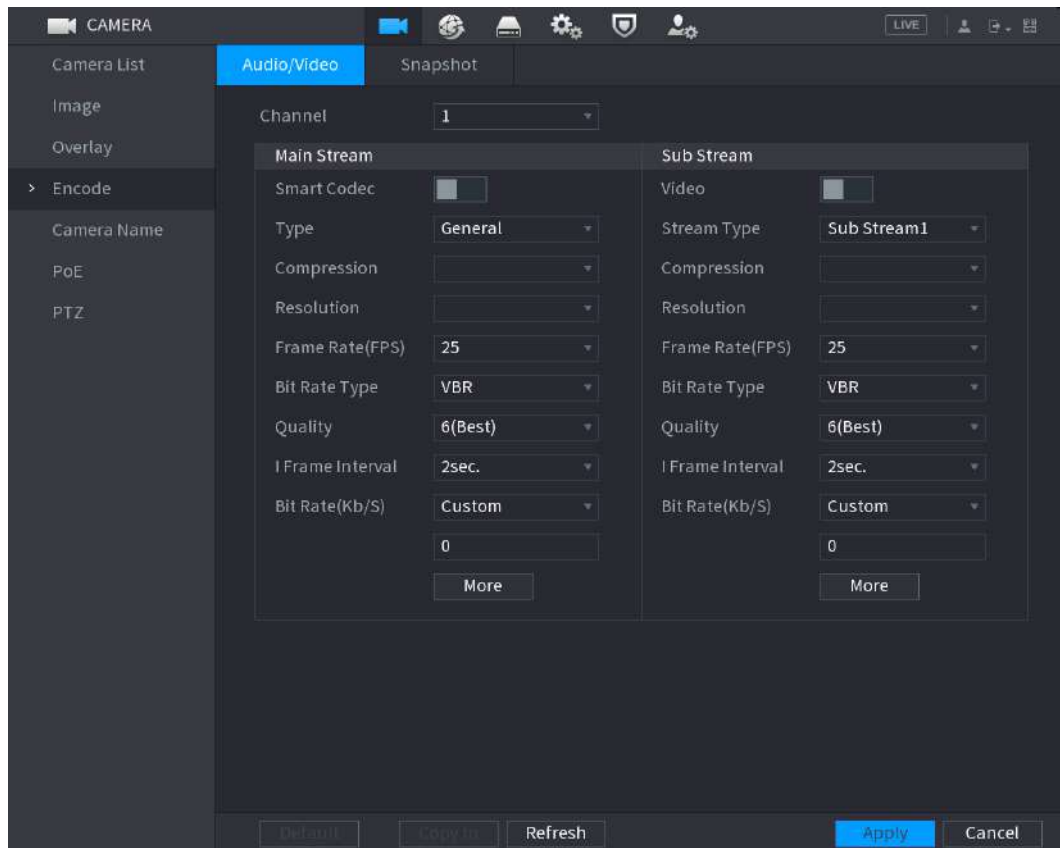 CAMERA LIVE
Camera List Audio/Video Snapshot
Image Channel 1
Overlay Main Stream Sub Stream
Encode Smart Codec Video
Camera Name Type General Stream Type Sub Stream1
PoE Compression Compression
PTZ Resolution Resolution
Frame Rate(FPS) 25 Frame Rate(FPS) 25
Bit Rate Type VBR Bit Rate Type VBR
Quality 6(Best) Quality 6(Best)
I Frame Interval 2sec. I Frame Interval 2sec.
Bit Rate(Kb/S) Custom Bit Rate(Kb/S) Custom
0 0
More More
Default Copy to Refresh Apply Cancel